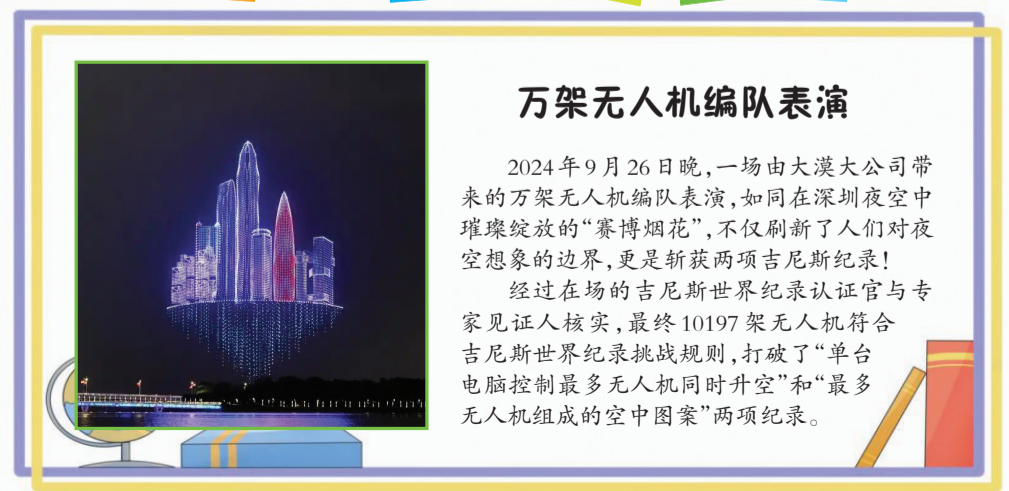 万架无人机编队表演
2024年9月26日晚,一场由大漠大公司带
来的万架无人机编队表演,如同在深圳夜空中
璀璨绽放的“赛博烟花”,不仅刷新了人们对夜
空想象的边界,更是斩获两项吉尼斯纪录!
经过在场的吉尼斯世界纪录认证官与专
家见证人核实,最终10197架无人机符合
吉尼斯世界纪录挑战规则,打破了“单台
电脑控制最多无人机同时升空”和“最多
无人机组成的空中图案”两项纪录。